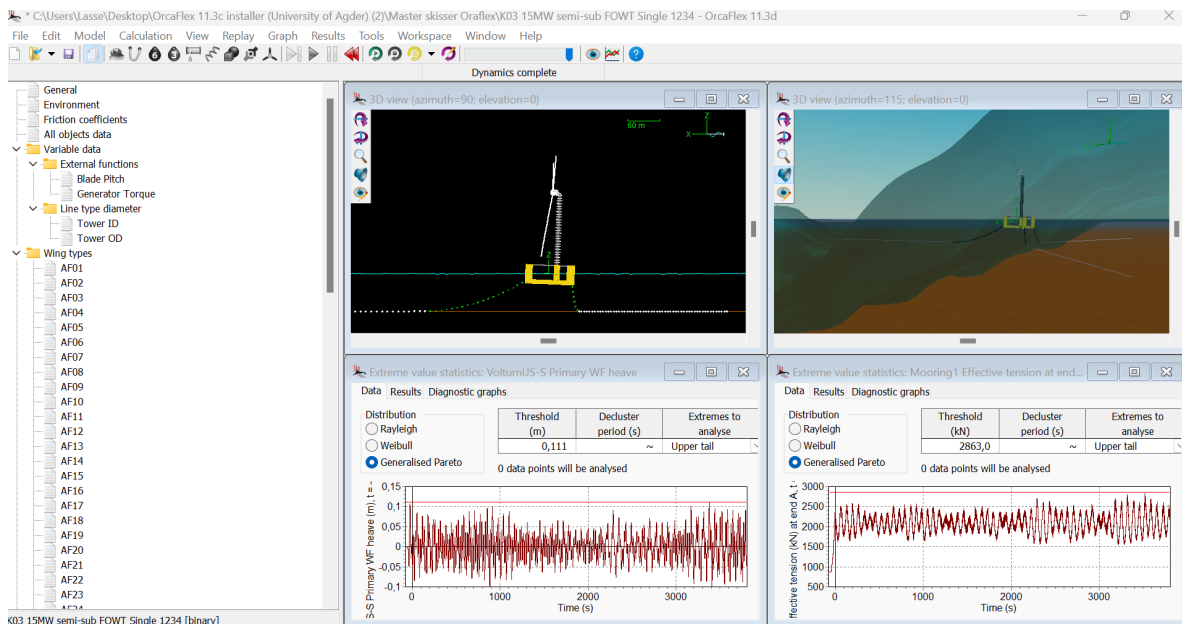 * C:\Users\Lasse\Desktop\OrcaFlex 11.3c installer (University of Agder) (2)\Master skisser Oraflex\K03 15MW semi-sub FOWT Single 1234 - OrcaFlex 11.3d
File Edit Model Calculation View Replay Graph Results Tools Workspace Window Help
Dynamics complete
General
Environment
Friction coefficients
All objects data
Variable data
External functions
Blade Pitch
Generator Torque
Line type diameter
Tower ID
Tower OD
Wing types
AF01
AF02
AF03
AF04
AF05
AF06
AF07
AF08
AF09
AF10
AF11
AF12
AF13
AF14
AF15
AF16
AF17
AF18
AF19
AF20
AF21
AF22
AF23
AF24
K03 15MW semi-sub FOWT Single 1234 [binary]
3D view (azimuth=90; elevation=0)
60 m
Z
X
Z
3D view (azimuth=115; elevation=0)
Extreme value statistics: VolturnUS-S Primary WF heave
Data Results Diagnostic graphs
Distribution
Rayleigh
Weibull
Generalised Pareto
Threshold (m) Decluster period (s) Extremes to analyse
0,111 ~ Upper tail
0 data points will be analysed
S-S Primary WF heave (m), t = -
0,15
0,1
0,05
0
-0,05
-0,1
0 1000 2000 3000
Time (s)
Extreme value statistics: Mooring1 Effective tension at end...
Data Results Diagnostic graphs
Distribution
Rayleigh
Weibull
Generalised Pareto
Threshold (kN) Decluster period (s) Extremes to analyse
2863,0 ~ Upper tail
0 data points will be analysed
ffective tension (kN) at end A, t
3000
2500
2000
1500
1000
500
0 1000 2000 3000
Time (s)